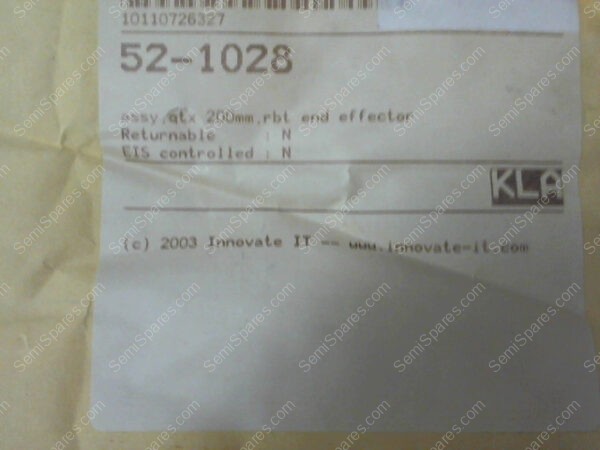 10110726327
52-1028
assy,atx 200mm,rbt end effector
Returnable : N
EIS controlled : N
KLA
(c) 2003 Innovate IT -- www.innovate-it.com
SemiSpares.com